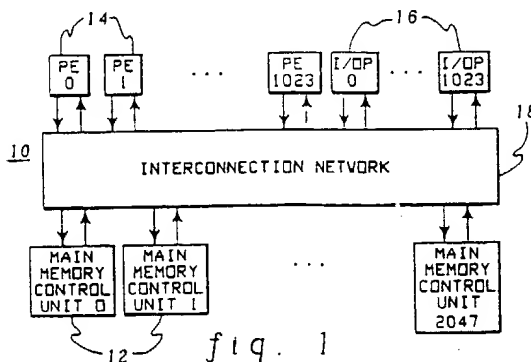 14
16
PE
0
PE
1
...
PE
1023
I/OP
0
...
I/OP
1023
18
10
INTERCONNECTION NETWORK
MAIN
MEMORY
CONTROL
UNIT 0
MAIN
MEMORY
CONTROL
UNIT 1
...
MAIN
MEMORY
CONTROL
UNIT
2047
12
fig. 1